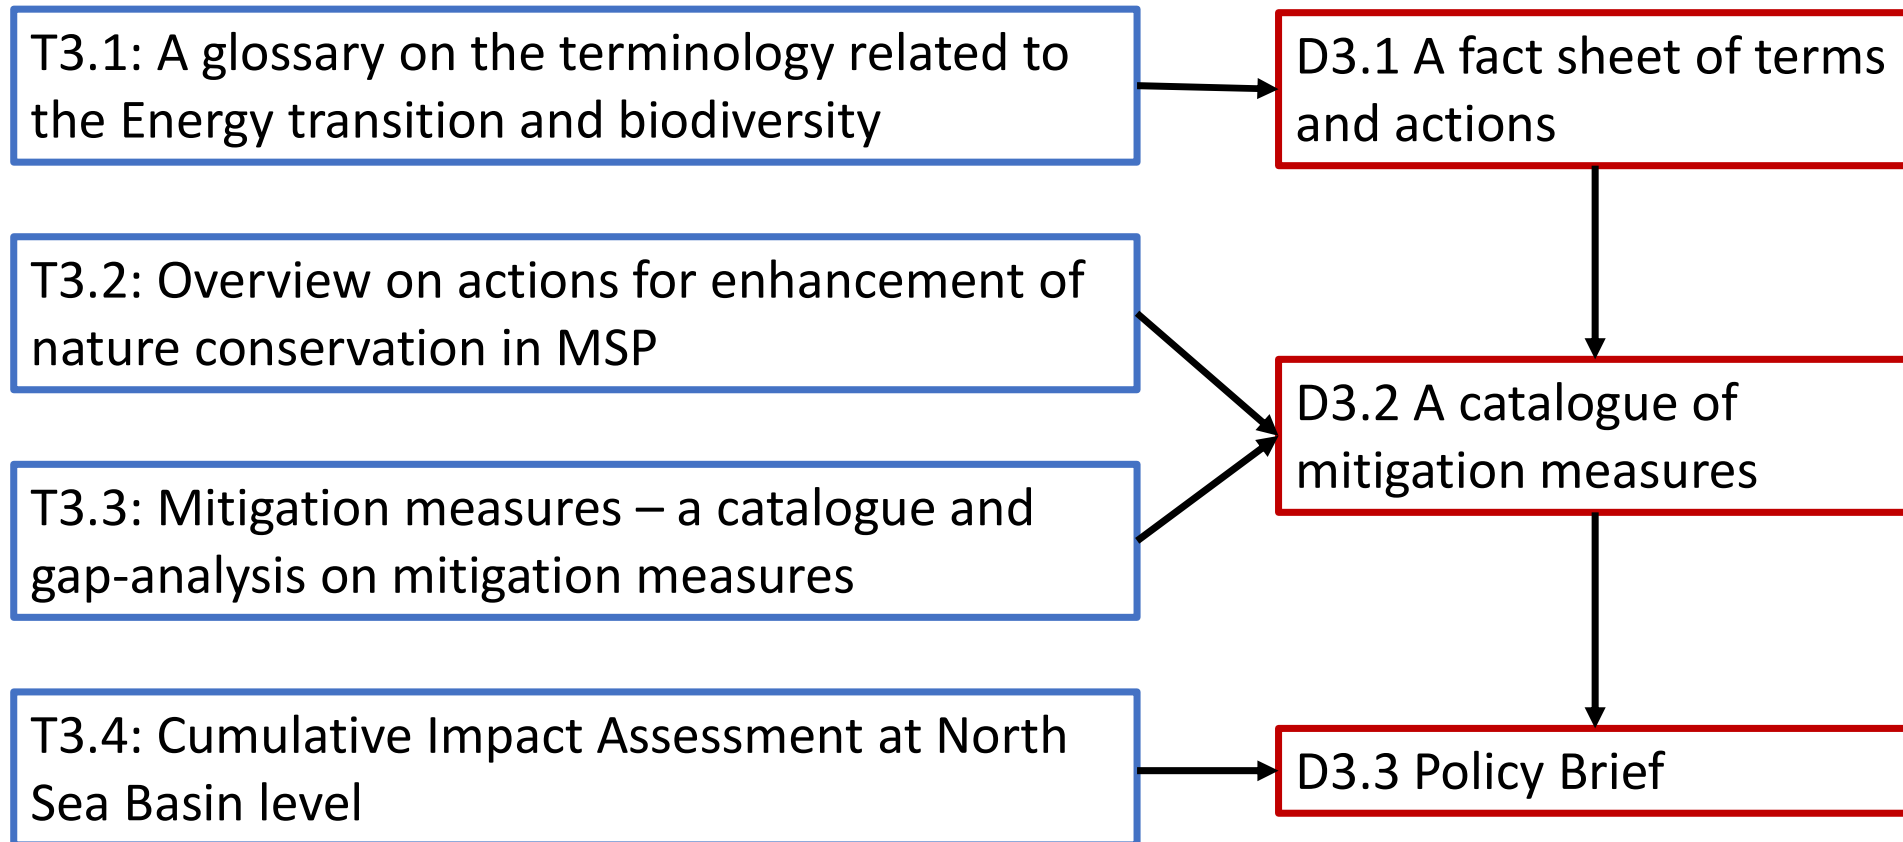 T3.1: A glossary on the terminology related to
the Energy transition and biodiversity
D3.1 A fact sheet of terms
and actions
T3.2: Overview on actions for enhancement of
nature conservation in MSP
D3.2 A catalogue of
mitigation measures
T3.3: Mitigation measures – a catalogue and
gap-analysis on mitigation measures
T3.4: Cumulative Impact Assessment at North
Sea Basin level
D3.3 Policy Brief